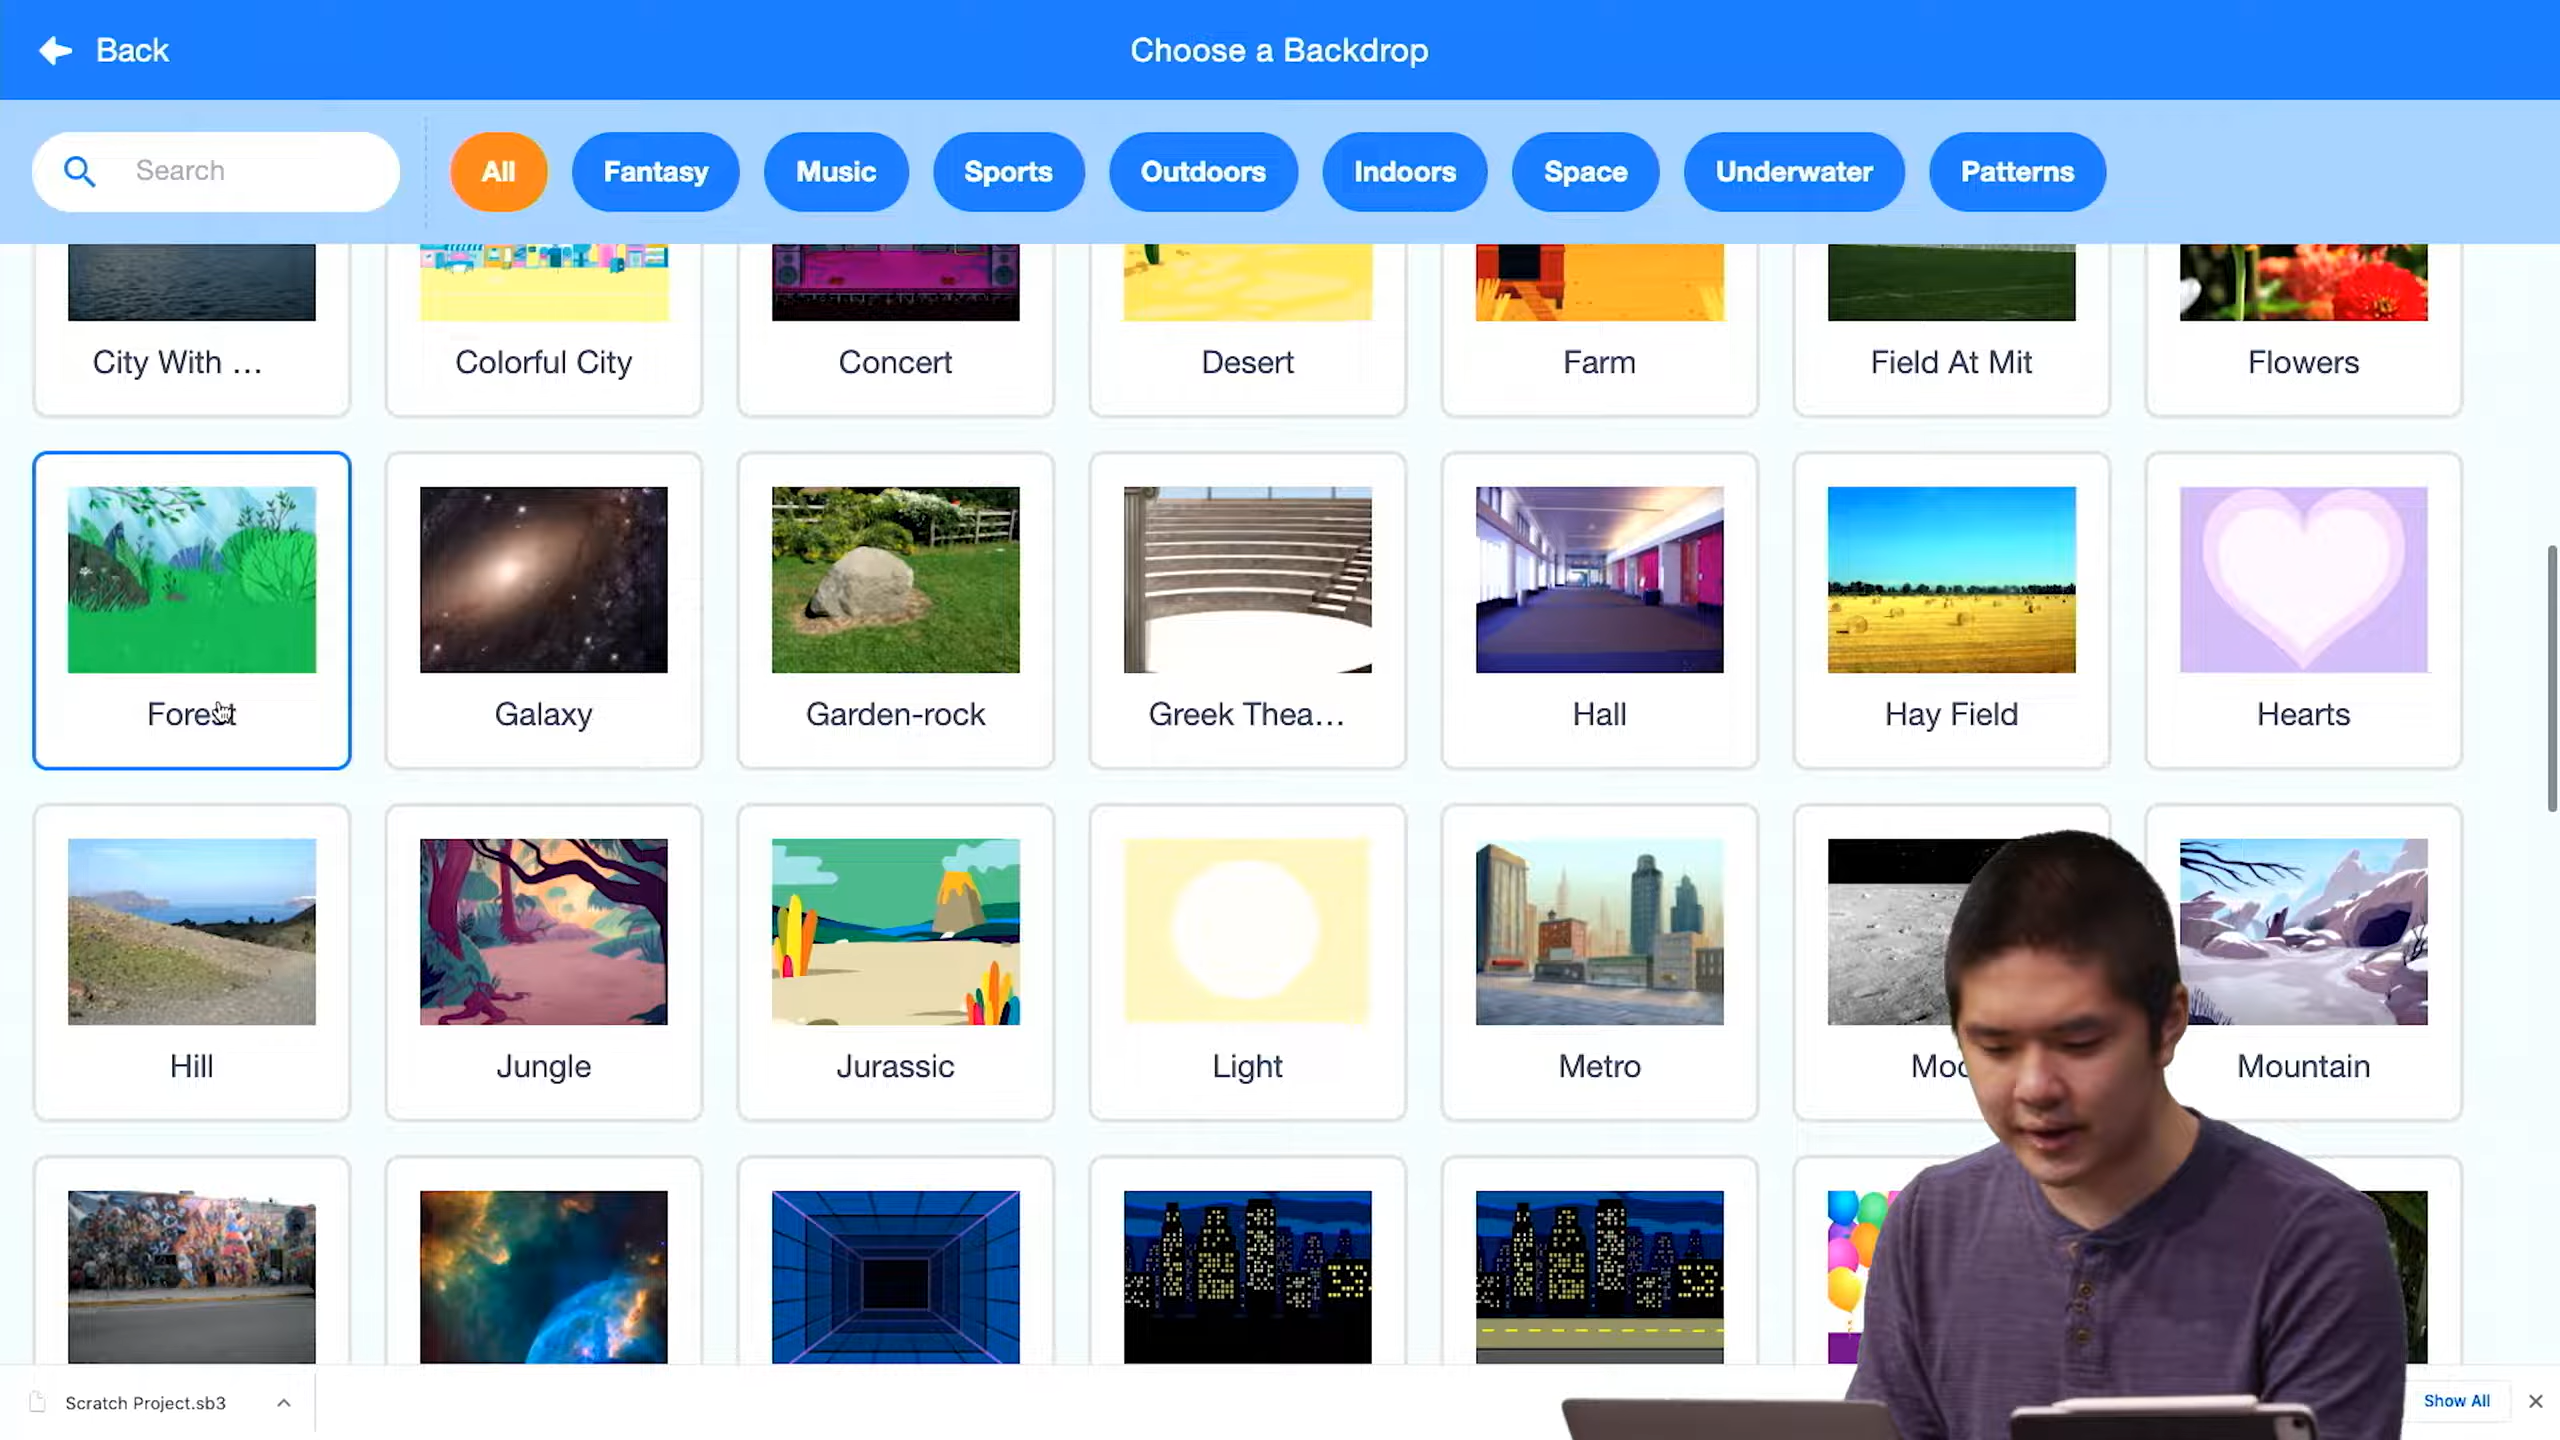 Back
Choose a Backdrop
Search
All
Fantasy
Music
Sports
Outdoors
Indoors
Space
Underwater
Patterns
City With ...
Colorful City
Concert
Desert
Farm
Field At Mit
Flowers
Forest
Galaxy
Garden-rock
Greek Thea...
Hall
Hay Field
Hearts
Hill
Jungle
Jurassic
Light
Metro
Mountain
Scratch Project.sb3
Show All